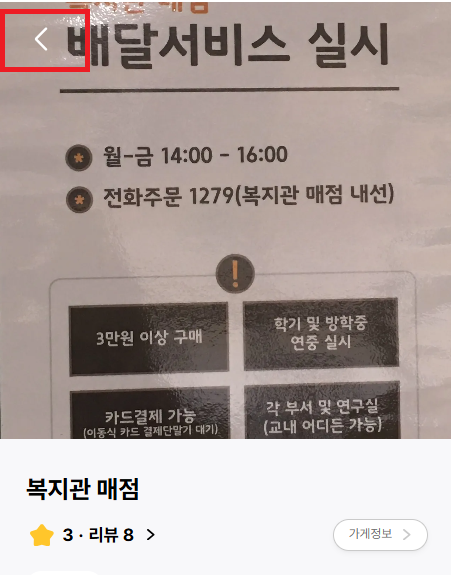 배달서비스 실시
월-금 14:00 - 16:00
전화주문 1279(복지관 매점 내선)
!
3만원 이상 구매
학기 및 방학중
연중 실시
카드결제 가능
(이동식 카드 결제단말기 대기)
각 부서 및 연구실
(교내 어디든 가능)
복지관 매점
3 · 리뷰 8 >
가게정보 >